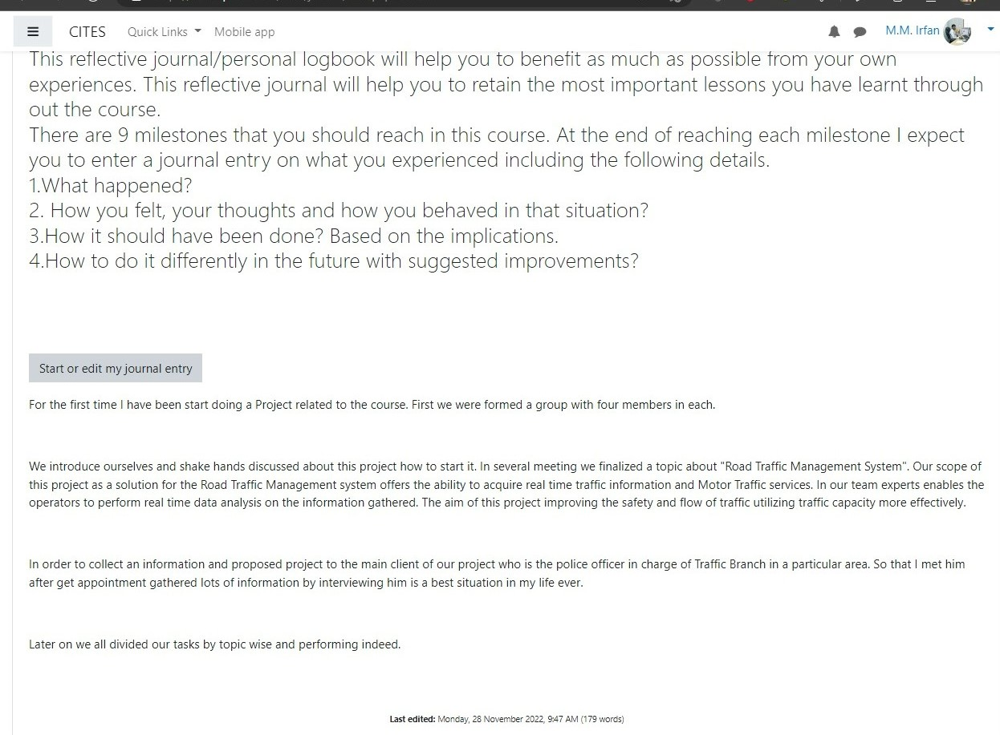 CITES
Quick Links
Mobile app
M.M. Irfan
This reflective journal/personal logbook will help you to benefit as much as possible from your own
experiences. This reflective journal will help you to retain the most important lessons you have learnt through
out the course.
There are 9 milestones that you should reach in this course. At the end of reaching each milestone I expect
you to enter a journal entry on what you experienced including the following details.
1.What happened?
2. How you felt, your thoughts and how you behaved in that situation?
3.How it should have been done? Based on the implications.
4.How to do it differently in the future with suggested improvements?
Start or edit my journal entry
For the first time I have been start doing a Project related to the course. First we were formed a group with four members in each.
We introduce ourselves and shake hands discussed about this project how to start it. In several meeting we finalized a topic about "Road Traffic Management System". Our scope of
this project as a solution for the Road Traffic Management system offers the ability to acquire real time traffic information and Motor Traffic services. In our team experts enables the
operators to perform real time data analysis on the information gathered. The aim of this project improving the safety and flow of traffic utilizing traffic capacity more effectively.
In order to collect an information and proposed project to the main client of our project who is the police officer in charge of Traffic Branch in a particular area. So that I met him
after get appointment gathered lots of information by interviewing him is a best situation in my life ever.
Later on we all divided our tasks by topic wise and performing indeed.
Last edited: Monday, 28 November 2022, 9:47 AM (179 words)